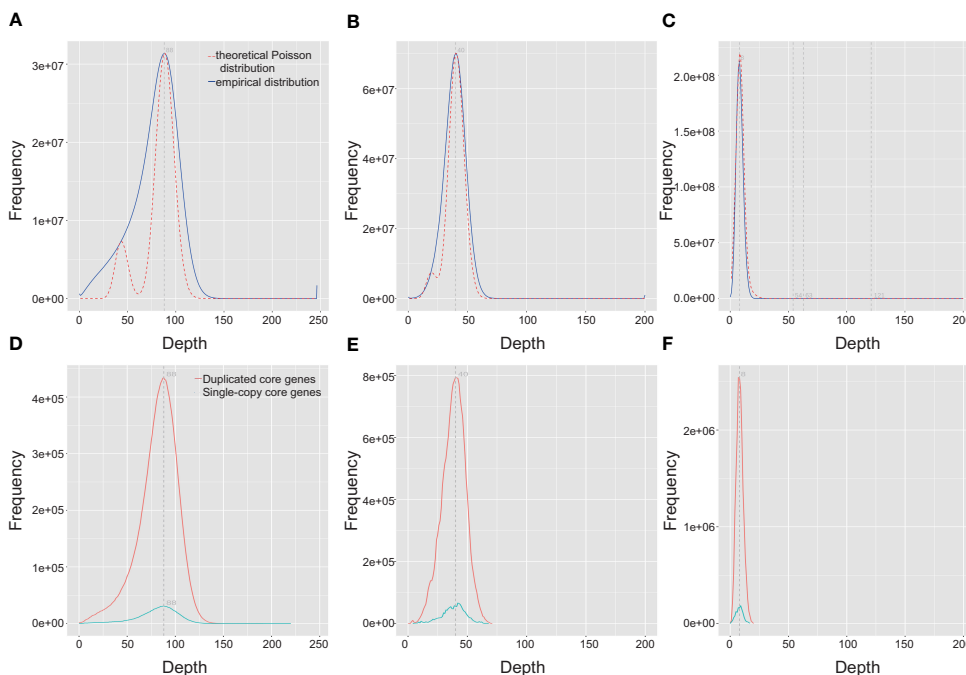 A
B
C
3e+07
2e+07
1e+07
0e+00
Frequency
88
theoretical Poisson
distribution
empirical distribution
0
50
100
150
200
250
Depth
6e+07
4e+07
2e+07
0e+00
Frequency
40
0
50
100
150
200
Depth
2.0e+08
1.5e+08
1.0e+08
5.0e+07
0.0e+00
Frequency
0
50
100
150
200
Depth
D
E
F
4e+05
3e+05
2e+05
1e+05
0e+00
Frequency
88
Duplicated core genes
Single-copy core genes
88
0
50
100
150
200
250
Depth
8e+05
6e+05
4e+05
2e+05
0e+00
Frequency
40
0
50
100
150
200
Depth
2e+06
1e+06
0e+00
Frequency
0
50
100
150
200
Depth